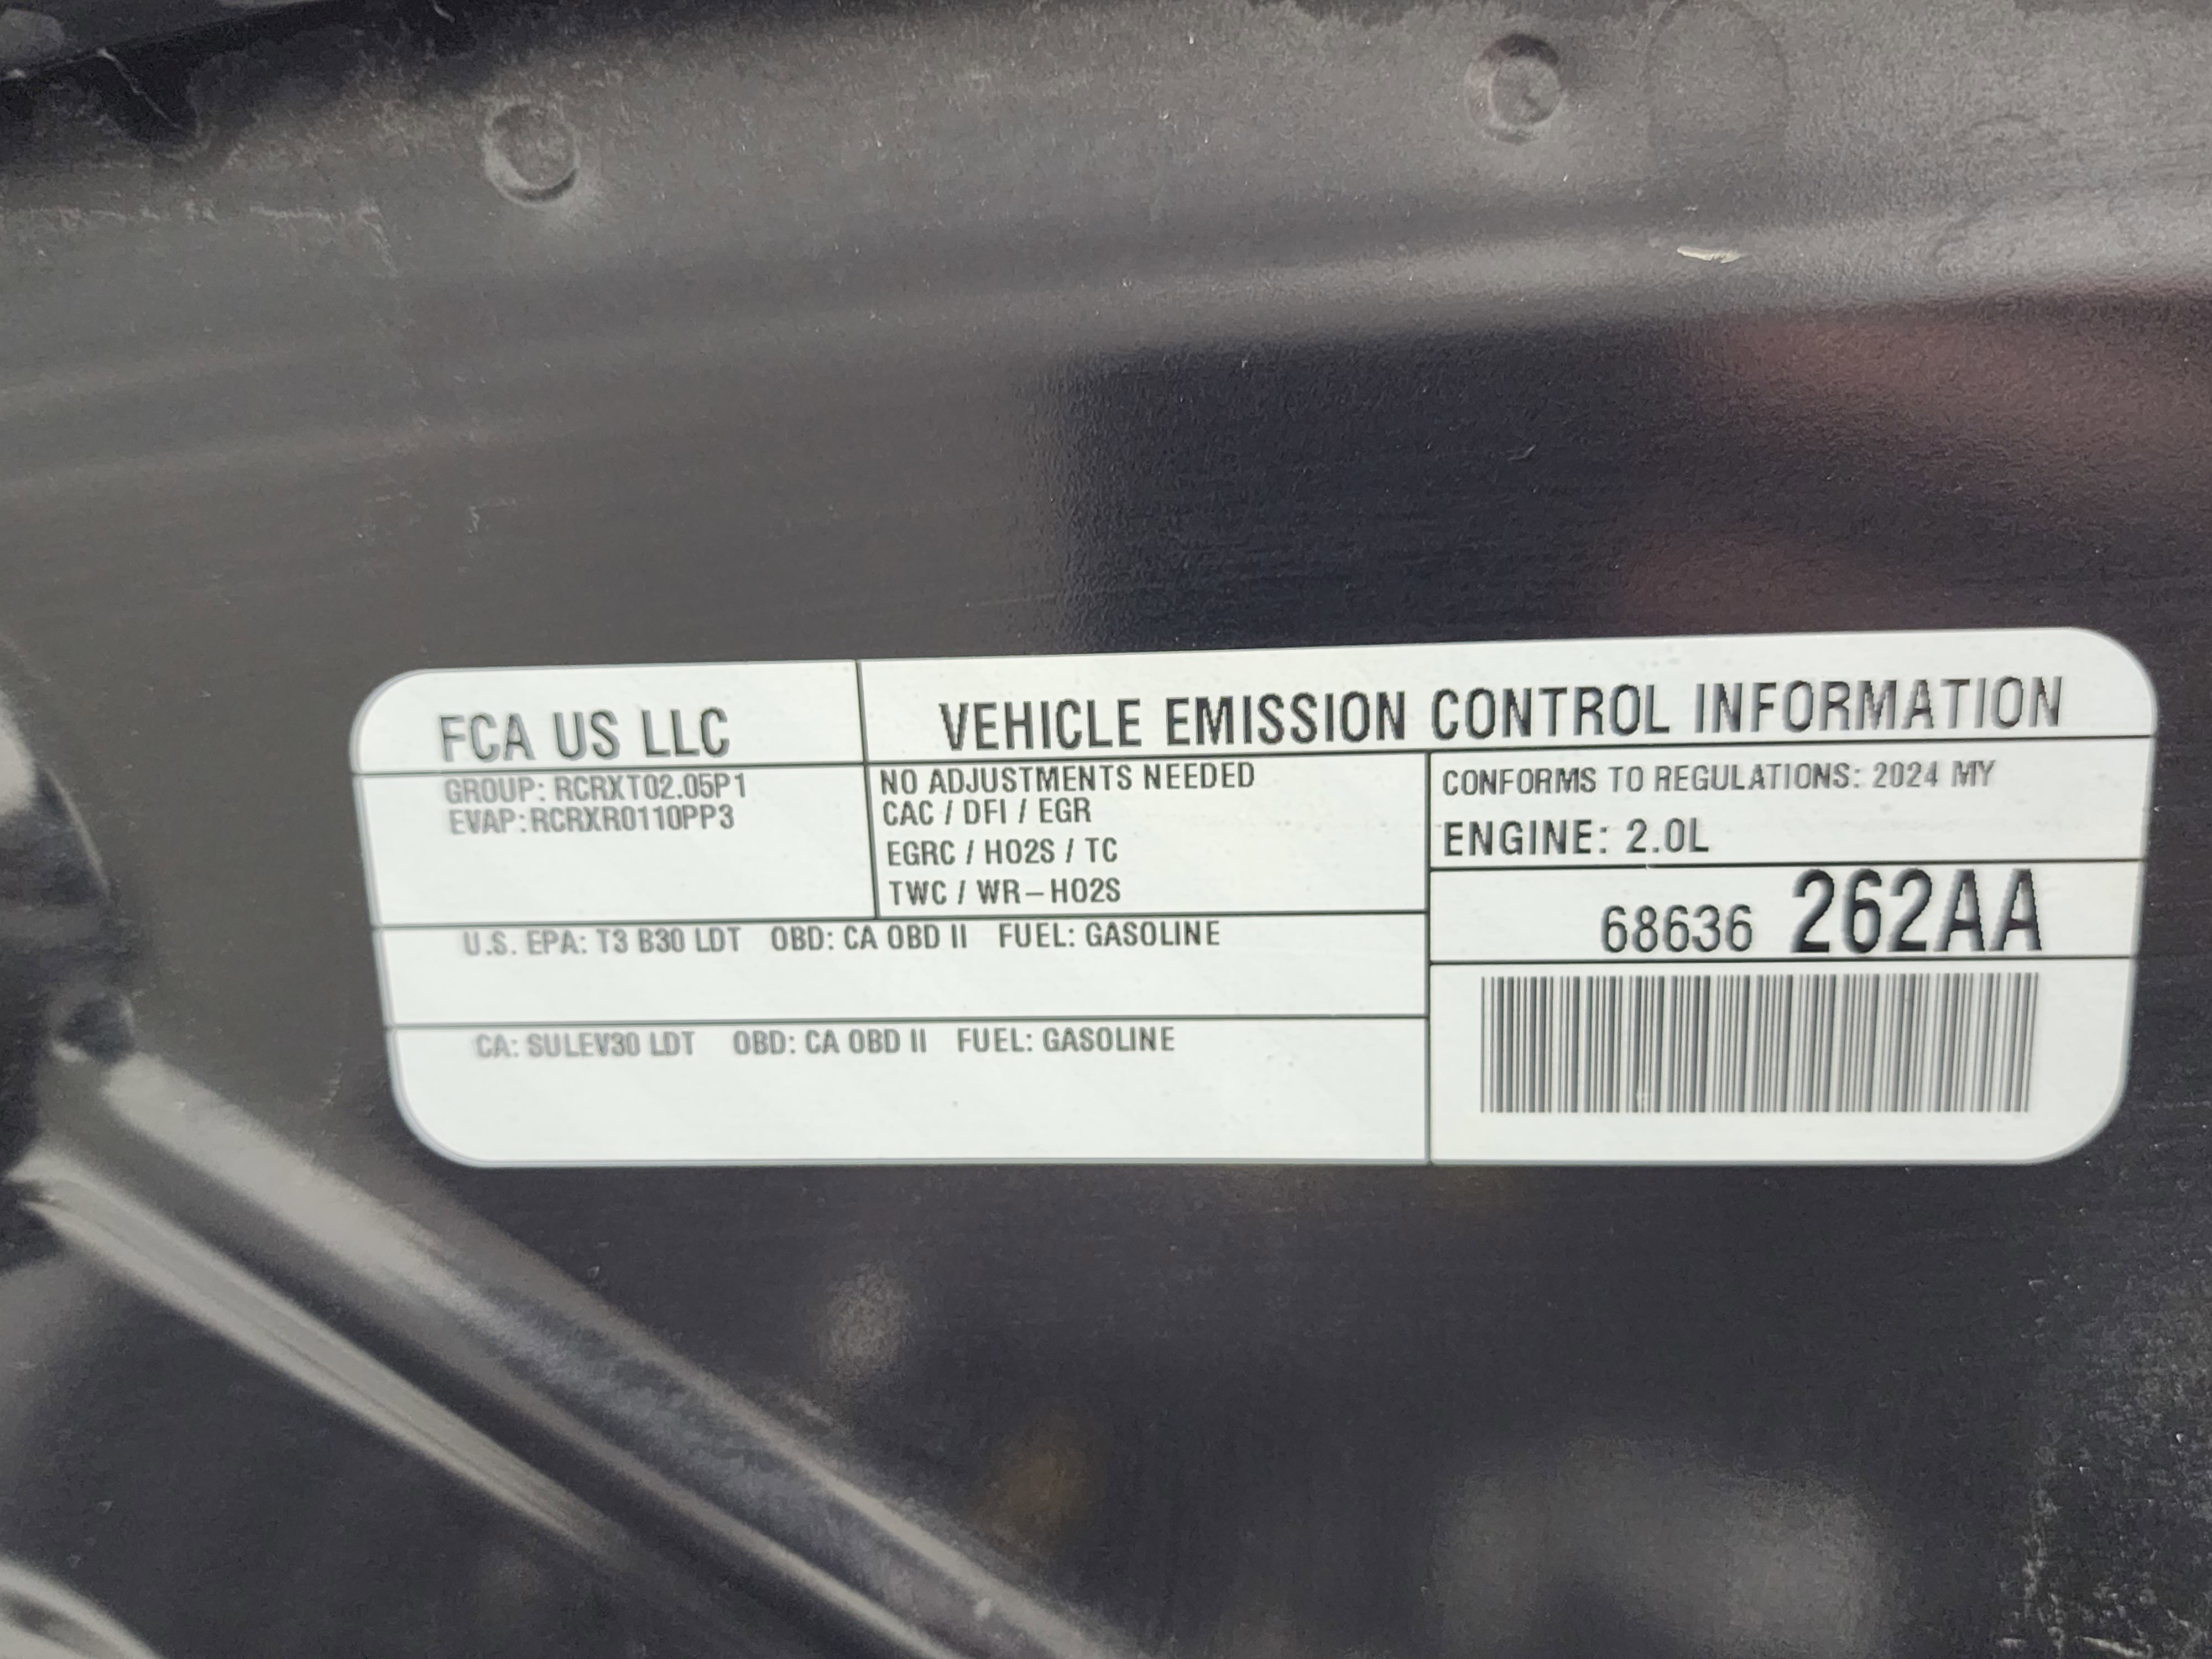 FCA US LLC
VEHICLE EMISSION CONTROL INFORMATION
GROUP: RCRXT02.05P1
EVAP:RCRXR0110PP3
NO ADJUSTMENTS NEEDED
CAC / DFI / EGR
EGRC / HO2S / TC
TWC / WR-HO2S
CONFORMS TO REGULATIONS: 2024 MY
ENGINE: 2.0L
68636 262AA
U.S. EPA: T3 B30 LDT OBD: CA OBD II FUEL: GASOLINE
CA: SULEV30 LDT OBD: CA OBD II FUEL: GASOLINE